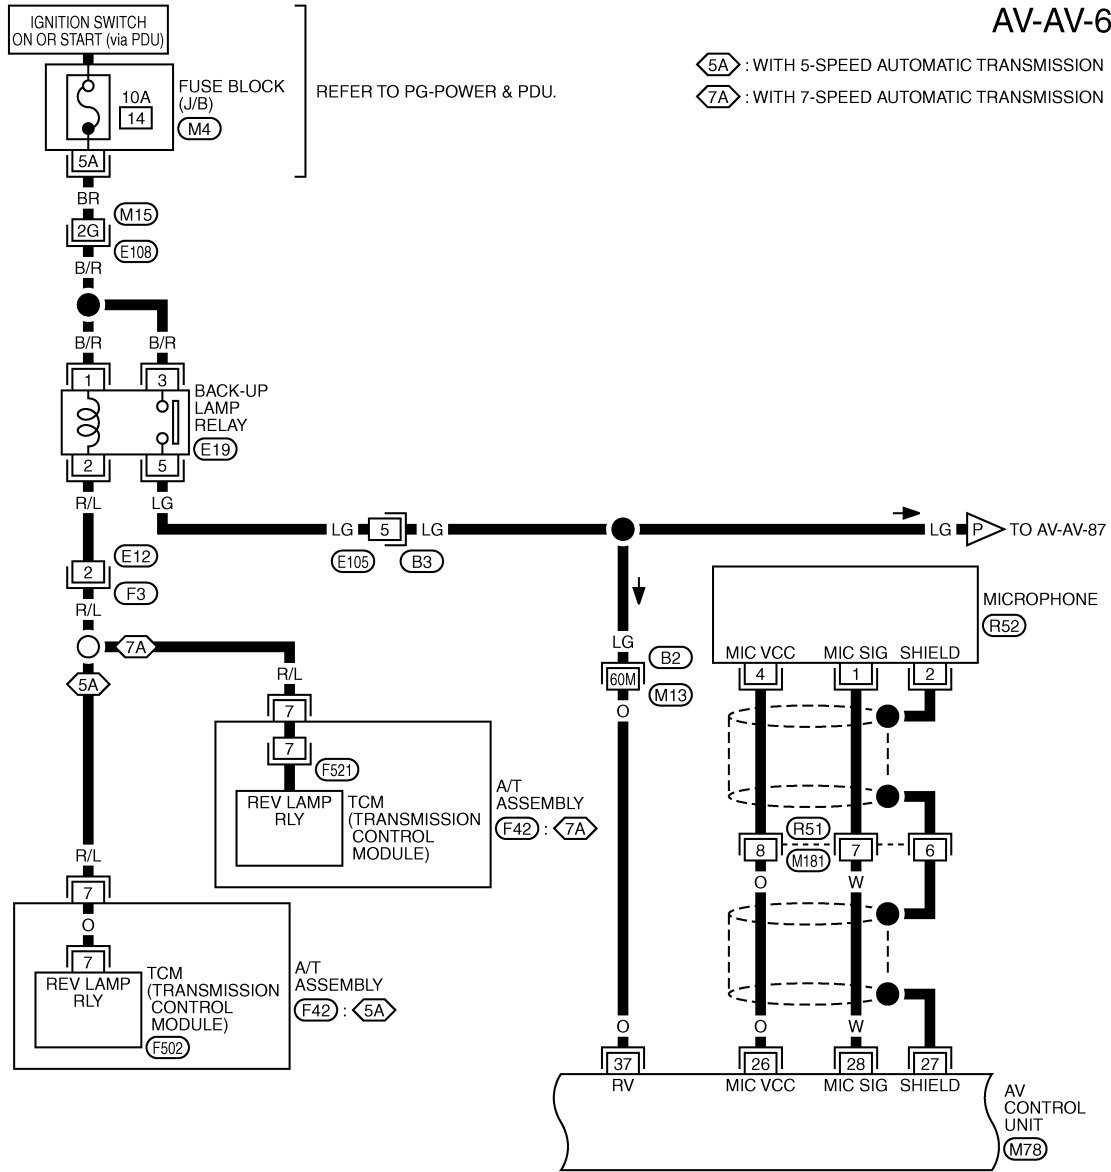 AV-AV-6
IGNITION SWITCH
ON OR START (via PDU)
5A : WITH 5-SPEED AUTOMATIC TRANSMISSION
7A : WITH 7-SPEED AUTOMATIC TRANSMISSION
10A
14
FUSE BLOCK
(J/B)
M4
REFER TO PG-POWER & PDU.
5A
BR
M15
2G
E108
B/R
B/R
B/R
1
3
BACK-UP
LAMP
RELAY
E19
2
5
R/L
LG
LG
5
LG
LG
P
TO AV-AV-87
E105
B3
E12
2
F3
R/L
7A
5A
R/L
7
7
F521
REV LAMP
RLY
TCM
(TRANSMISSION
CONTROL
MODULE)
A/T
ASSEMBLY
F42 : 7A
R/L
7
O
7
REV LAMP
RLY
TCM
(TRANSMISSION
CONTROL
MODULE)
F502
A/T
ASSEMBLY
F42 : 5A
LG
B2
60M
M13
O
O
37
RV
MICROPHONE
R52
MIC VCC
MIC SIG
SHIELD
4
1
2
R51
8
7
6
M181
O
W
O
W
26
28
27
MIC VCC
MIC SIG
SHIELD
AV
CONTROL
UNIT
M78